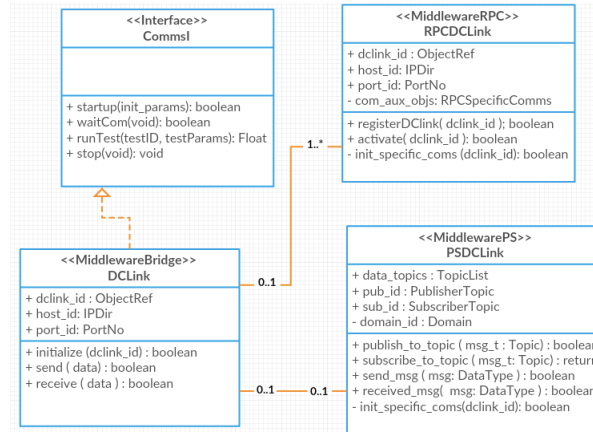 <<Interface>>
CommsI
+ startup(init_params): boolean
+ waitCom(void): boolean
+ runTest(testID, testParams): Float
+ stop(void): void
<<MiddlewareRPC>>
RPCDCLink
+ dclink_id : ObjectRef
+ host_id: IPDir
+ port_id: PortNo
- com_aux_objs: RPCSpecificComms
+ registerDClink( dclink_id ); boolean
+ activate( dclink_id ): boolean
- init_specific_coms (dclink_id): boolean
1..*
0..1
<<MiddlewareBridge>>
DCLink
+ dclink_id : ObjectRef
+ host_id: IPDir
+ port_id: PortNo
+ initialize (dclink_id) : boolean
+ send ( data) : boolean
+ receive ( data ) : boolean
0..1
0..1
<<MiddlewarePS>>
PSDCLink
+ data_topics : TopicList
+ pub_id : PublisherTopic
+ sub_id : SubscriberTopic
- domain_id : Domain
+ publish_to_topic ( msg_t : Topic) : boolean
+ subscribe_to_topic ( msg_t: Topic) : return
+ send_msg ( msg: DataType ) : boolean
+ received_msg( msg: DataType ) : boolean
- init_specific_coms(dclink_id): boolean